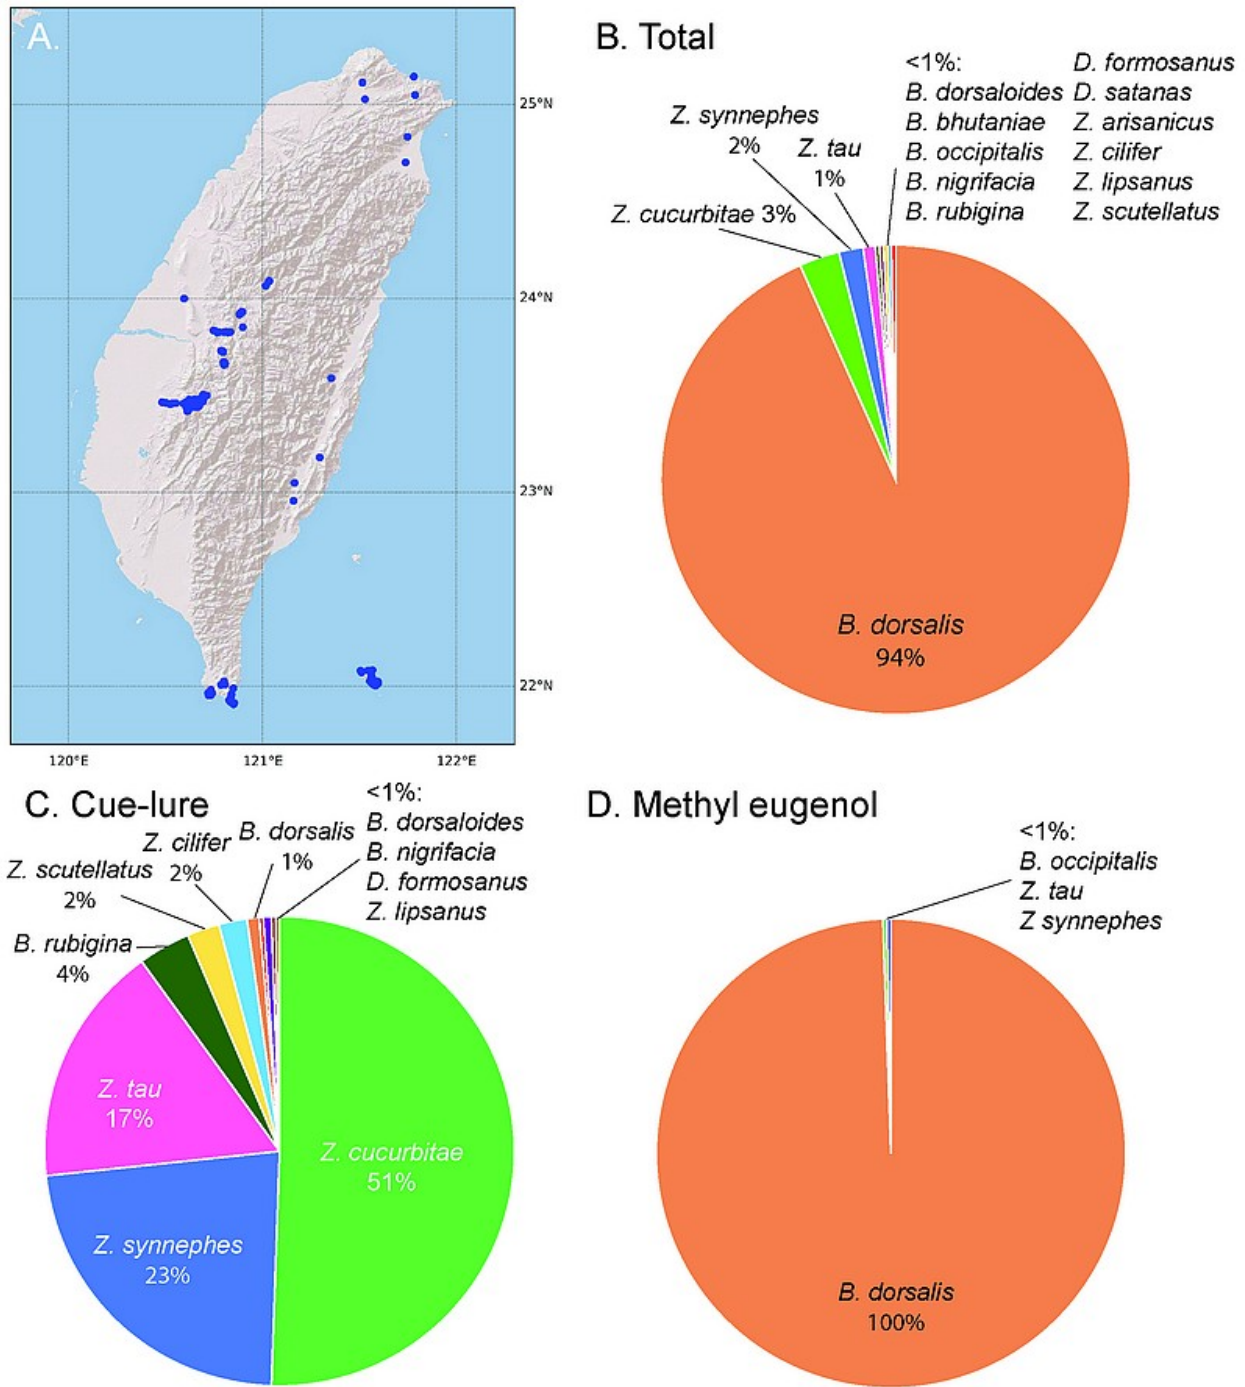 A.
25°N
24°N
23°N
22°N
120°E
121°E
122°E
B. Total
<1%:
B. dorsaloides
B. bhutaniae
B. occipitalis
B. nigrifacia
B. rubigina
D. formosanus
D. satanas
Z. arisanicus
Z. cilifer
Z. lipsanus
Z. scutellatus
Z. synnephes
2%
Z. tau
1%
Z. cucurbitae 3%
B. dorsalis
94%
C. Cue-lure
<1%:
B. dorsaloides
B. nigrifacia
D. formosanus
Z. lipsanus
B. dorsalis
1%
Z. cilifer
2%
Z. scutellatus
2%
B. rubigina
4%
Z. tau
17%
Z. cucurbitae
51%
Z. synnephes
23%
D. Methyl eugenol
<1%:
B. occipitalis
Z. tau
Z synnephes
B. dorsalis
100%